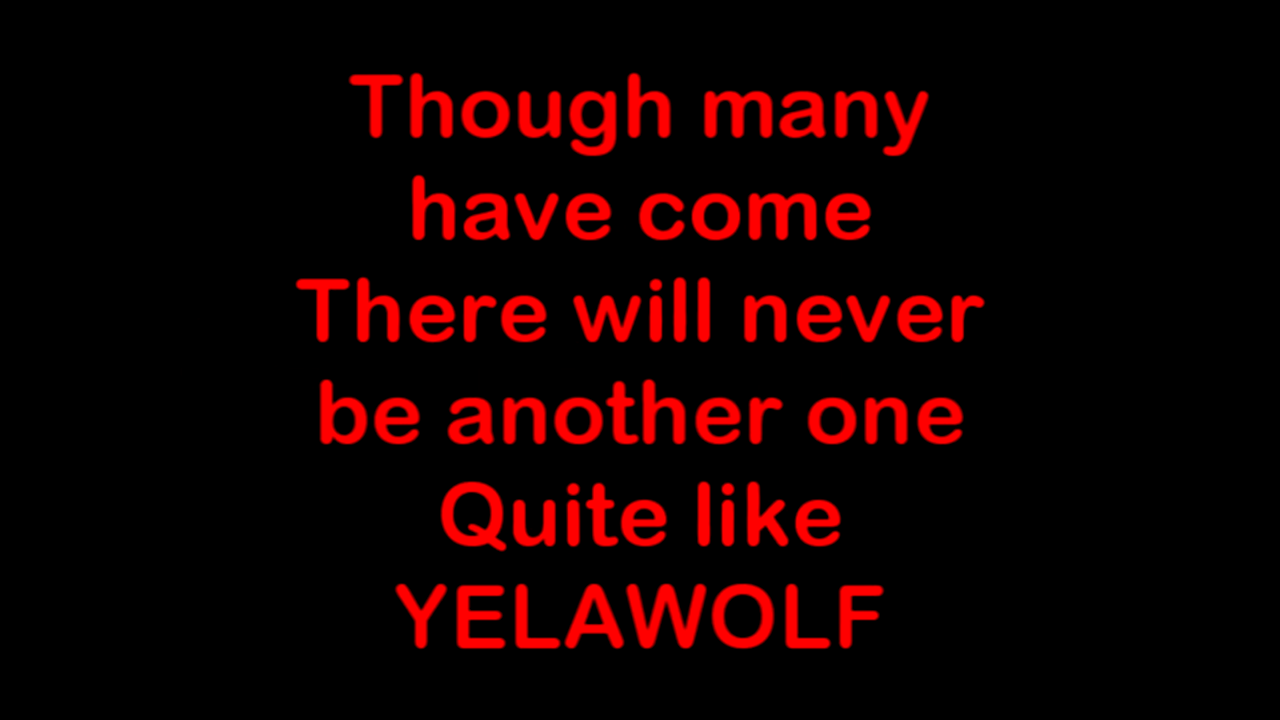 Though many
have come
There will never
be another one
Quite like
YELAWOLF